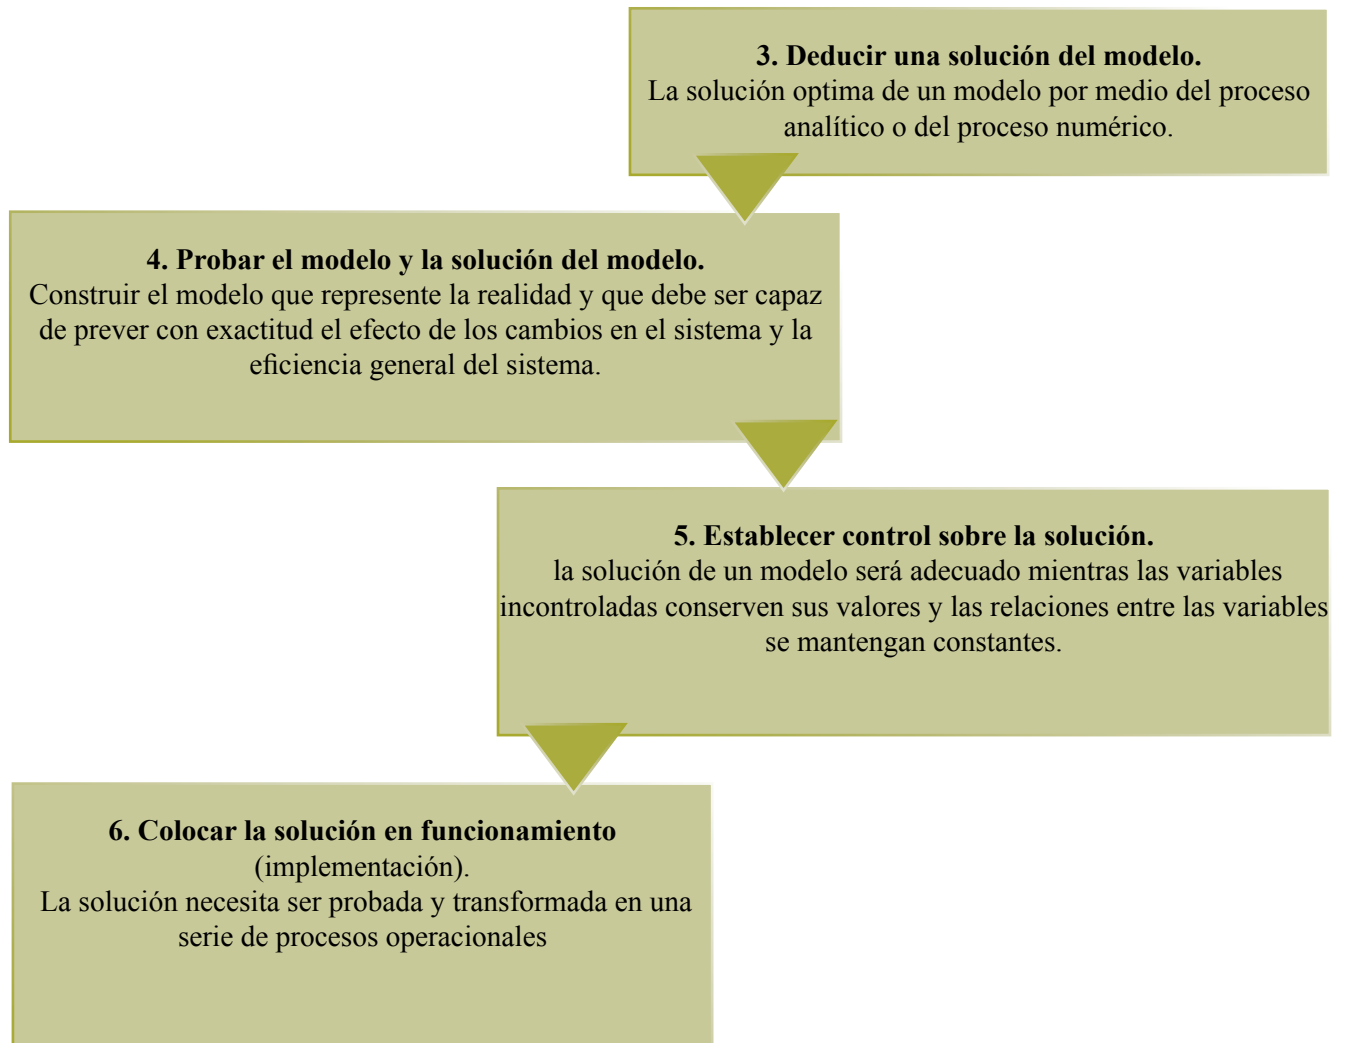 3. Deducir una solución del modelo.
La solución optima de un modelo por medio del proceso
analítico o del proceso numérico.
4. Probar el modelo y la solución del modelo.
Construir el modelo que represente la realidad y que debe ser capaz
de prever con exactitud el efecto de los cambios en el sistema y la
eficiencia general del sistema.
5. Establecer control sobre la solución.
la solución de un modelo será adecuado mientras las variables
incontroladas conserven sus valores y las relaciones entre las variables
se mantengan constantes.
6. Colocar la solución en funcionamiento
(implementación).
La solución necesita ser probada y transformada en una
serie de procesos operacionales